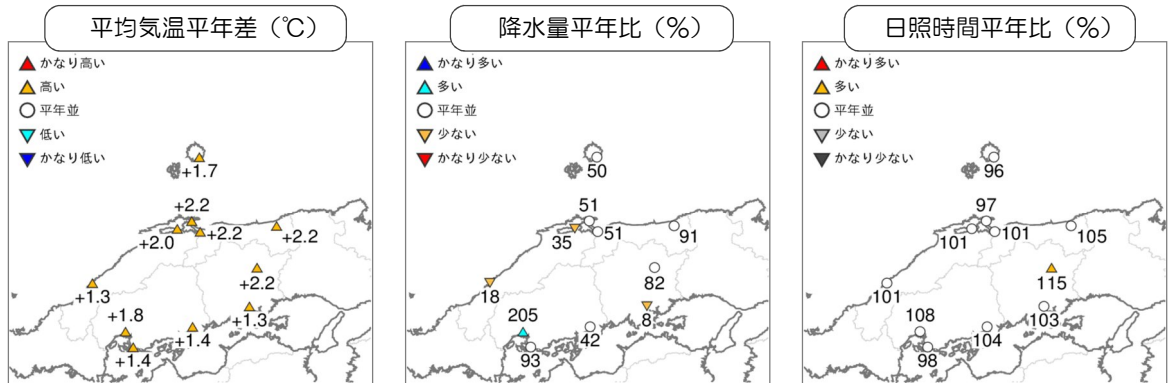 平均気温平年差（℃）
かなり高い
高い
平年並
低い
かなり低い
+1.7
+2.2
+2.0
+2.2
+2.2
+2.2
+1.3
+1.3
+1.8
+1.4
+1.4
降水量平年比（％）
かなり多い
多い
平年並
少ない
かなり少ない
50
51
35
51
91
82
18
8
205
42
93
日照時間平年比（％）
かなり多い
多い
平年並
少ない
かなり少ない
96
97
101
101
105
115
101
103
108
104
98